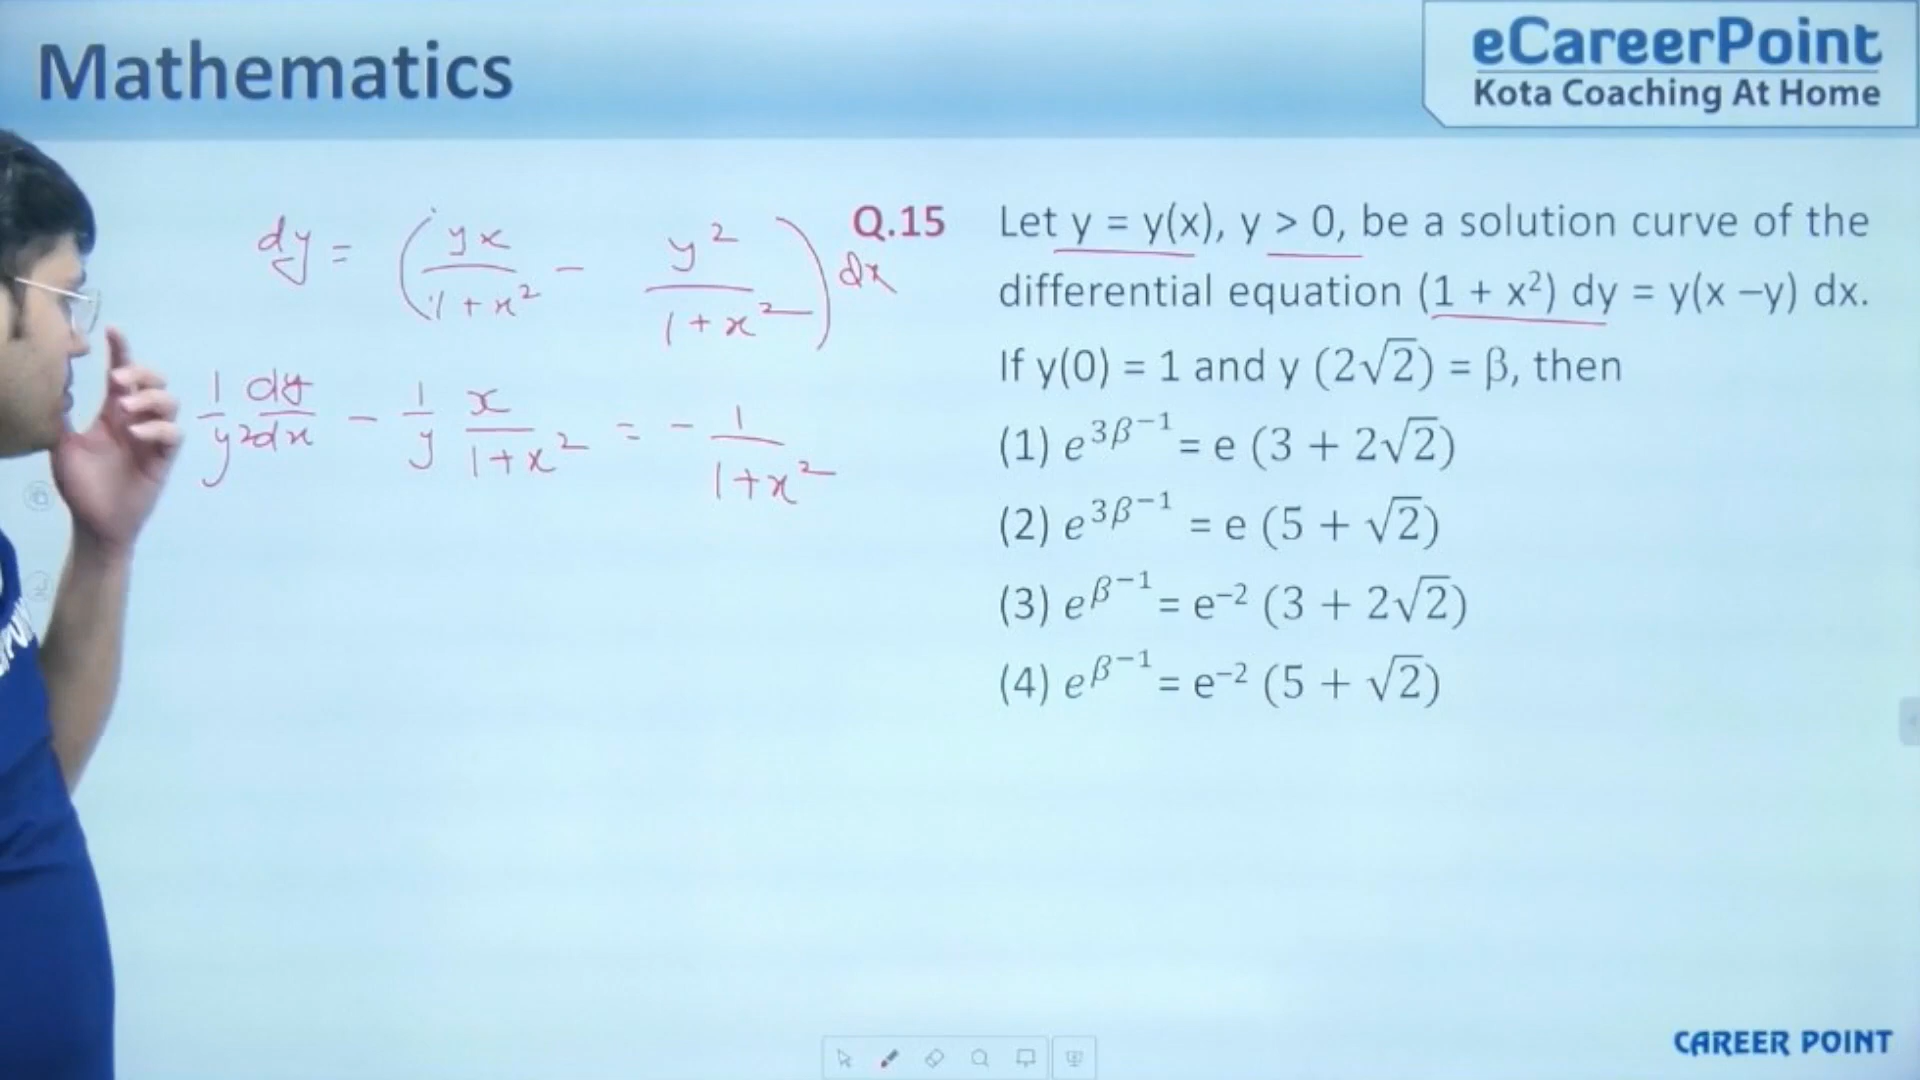 Mathematics
eCareerPoint
Kota Coaching At Home
dy = (yx/1+x² − y²/1+x²) dx
1/y² dy/dx − 1/y x/1+x² = − 1/1+x²
Q.15 Let y = y(x), y > 0, be a solution curve of the
differential equation (1 + x²) dy = y(x –y) dx.
If y(0) = 1 and y (2√2) = β, then
(1) e^{3β^{−1}} = e (3 + 2√2)
(2) e^{3β^{−1}} = e (5 + √2)
(3) e^{β^{−1}} = e⁻² (3 + 2√2)
(4) e^{β^{−1}} = e⁻² (5 + √2)
CAREER POINT